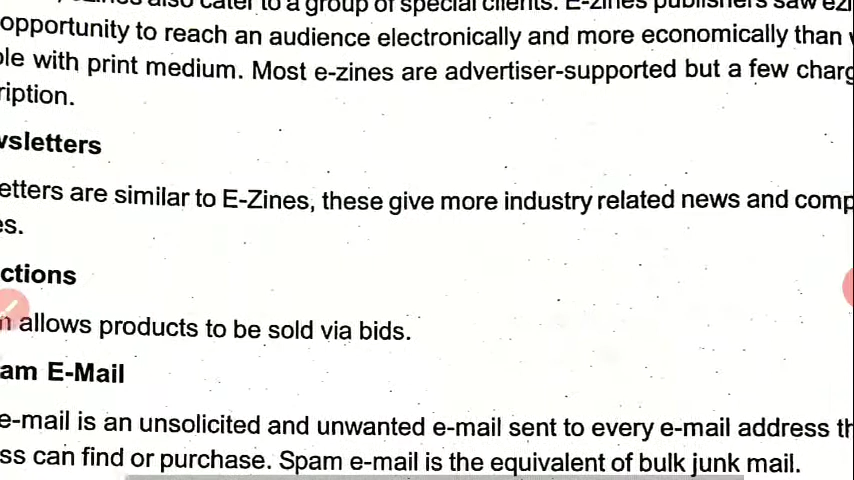 also cater to a group of special clients. E-zines publishers saw
opportunity to reach an audience electronically and more economically than
with print medium. Most e-zines are advertiser-supported but a few
ription.
wsletters
etters are similar to E-Zines, these give more industry related news and comp
es.
ctions
n allows products to be sold via bids.
am E-Mail
e-mail is an unsolicited and unwanted e-mail sent to every e-mail address th
ss can find or purchase. Spam e-mail is the equivalent of bulk junk mail.